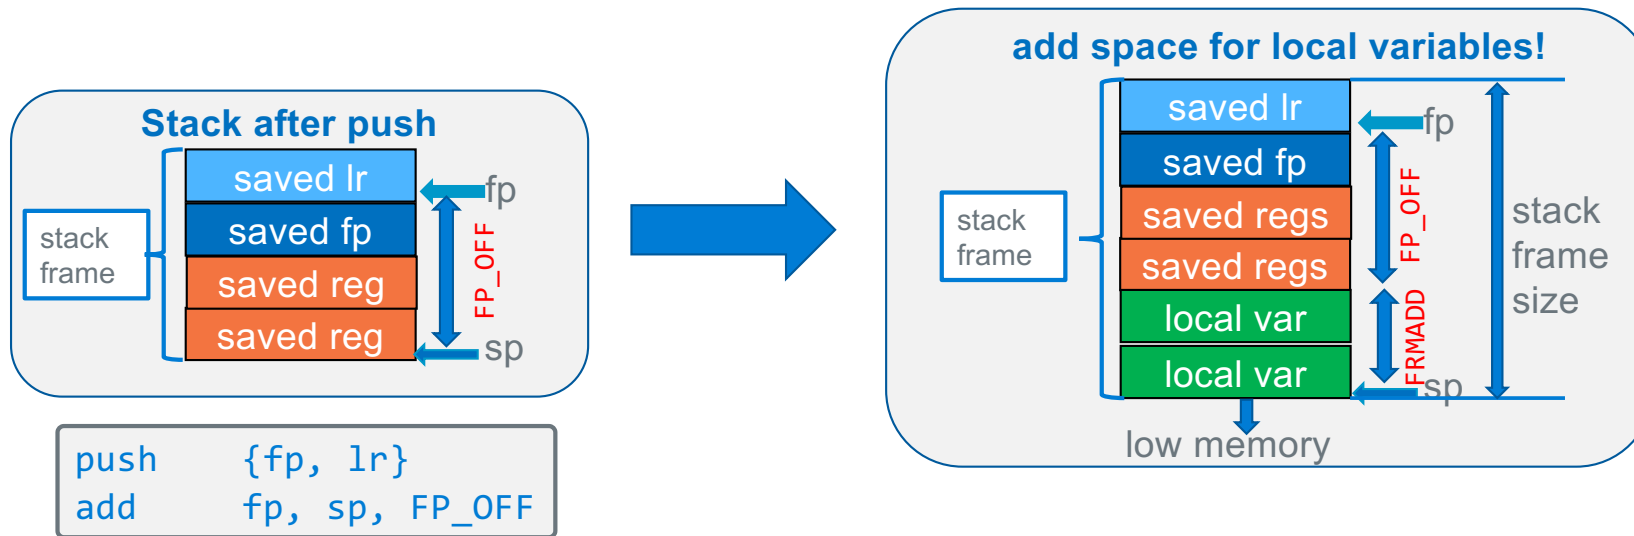 Stack after push
saved lr
fp
saved fp
stack
frame
FP_OFF
saved reg
saved reg
sp
push {fp, lr}
add fp, sp, FP_OFF
add space for local variables!
saved lr
fp
saved fp
stack
frame
saved regs
FP_OFF
saved regs
stack
frame
size
local var
FRMADD
local var
sp
low memory